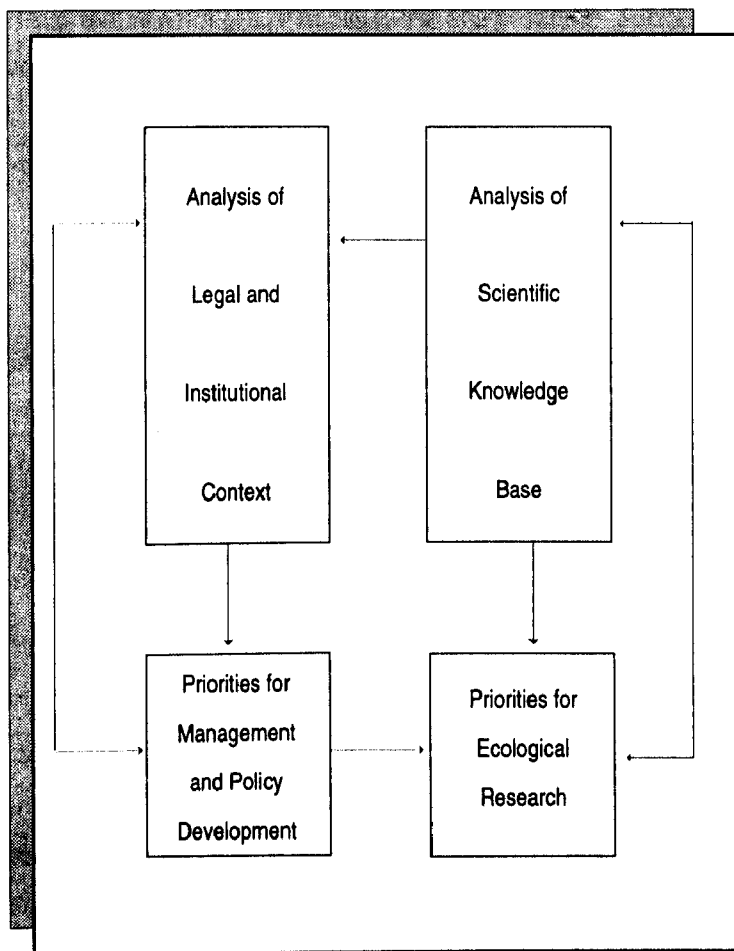 Analysis of
Legal and
Institutional
Context
Analysis of
Scientific
Knowledge
Base
Priorities for
Management
and Policy
Development
Priorities for
Ecological
Research